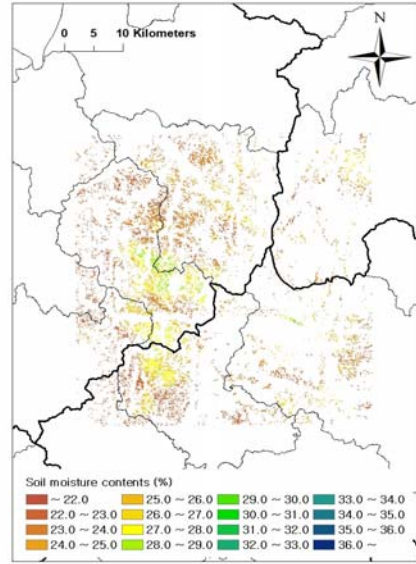 N
0 5 10 Kilometers
Soil moisture contents (%)
~ 22.0 25.0 ~ 26.0 29.0 ~ 30.0 33.0 ~ 34.0
22.0 ~ 23.0 26.0 ~ 27.0 30.0 ~ 31.0 34.0 ~ 35.0
23.0 ~ 24.0 27.0 ~ 28.0 31.0 ~ 32.0 35.0 ~ 36.0
24.0 ~ 25.0 28.0 ~ 29.0 32.0 ~ 33.0 36.0 ~